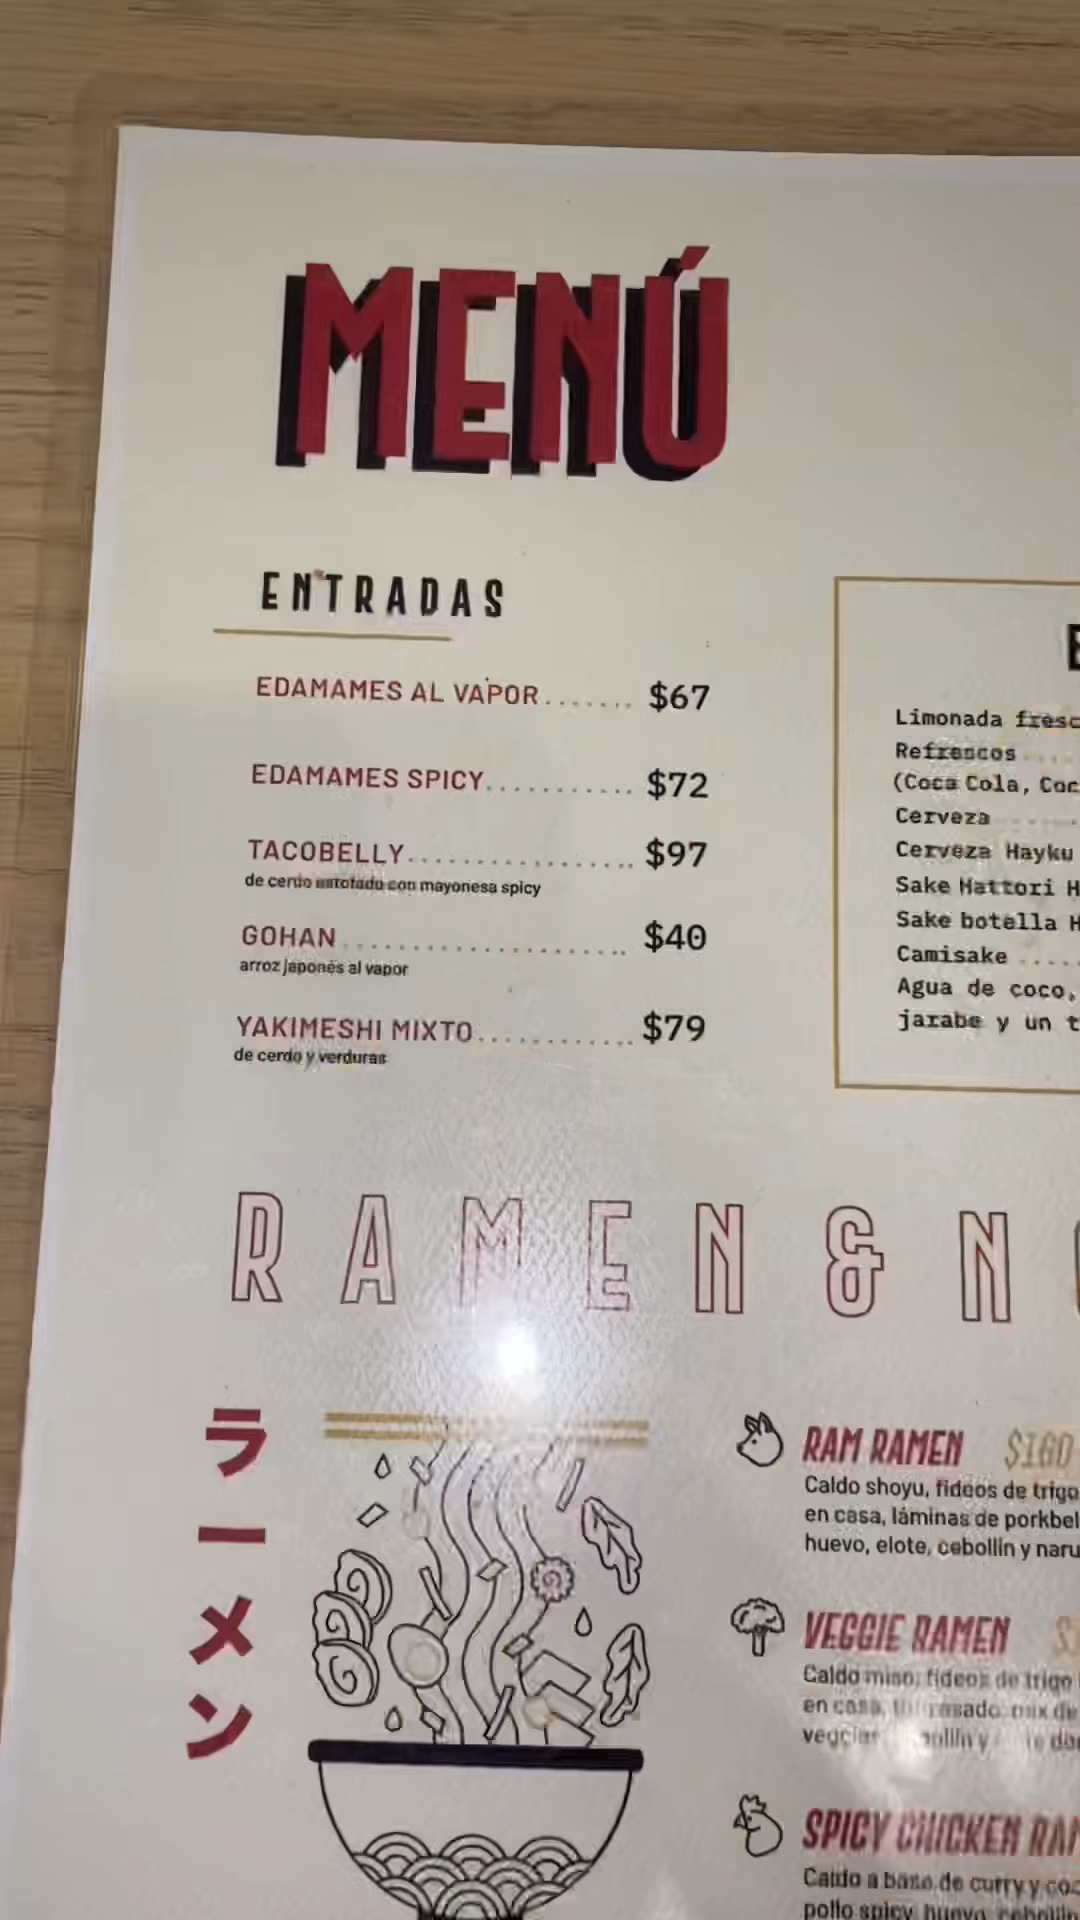 MENÚ
ENTRADAS
EDAMAMES AL VAPOR....... $67
EDAMAMES SPICY........... $72
TACOBELLY................. $97
de cerdo estofado con mayonesa spicy
GOHAN..................... $40
arroz japonés al vapor
YAKIMESHI MIXTO............ $79
de cerdo y verduras
Limonada
Refrescos
(Coca Cola,
Cerveza
Cerveza Hayku
Sake Hattori H
Sake botella H
Camisake
Agua de coco,
jarabe y un
RAMEN & N
ラーメン
RAM RAMEN $160
Caldo shoyu, fideos de trigo
en casa, láminas de
huevo, elote, cebollin y
VEGGIE RAMEN
Caldo miso, fideos de trigo
en casa,
SPICY CHICKEN
Caldo a base de curry y
pollo spicy, huevo,